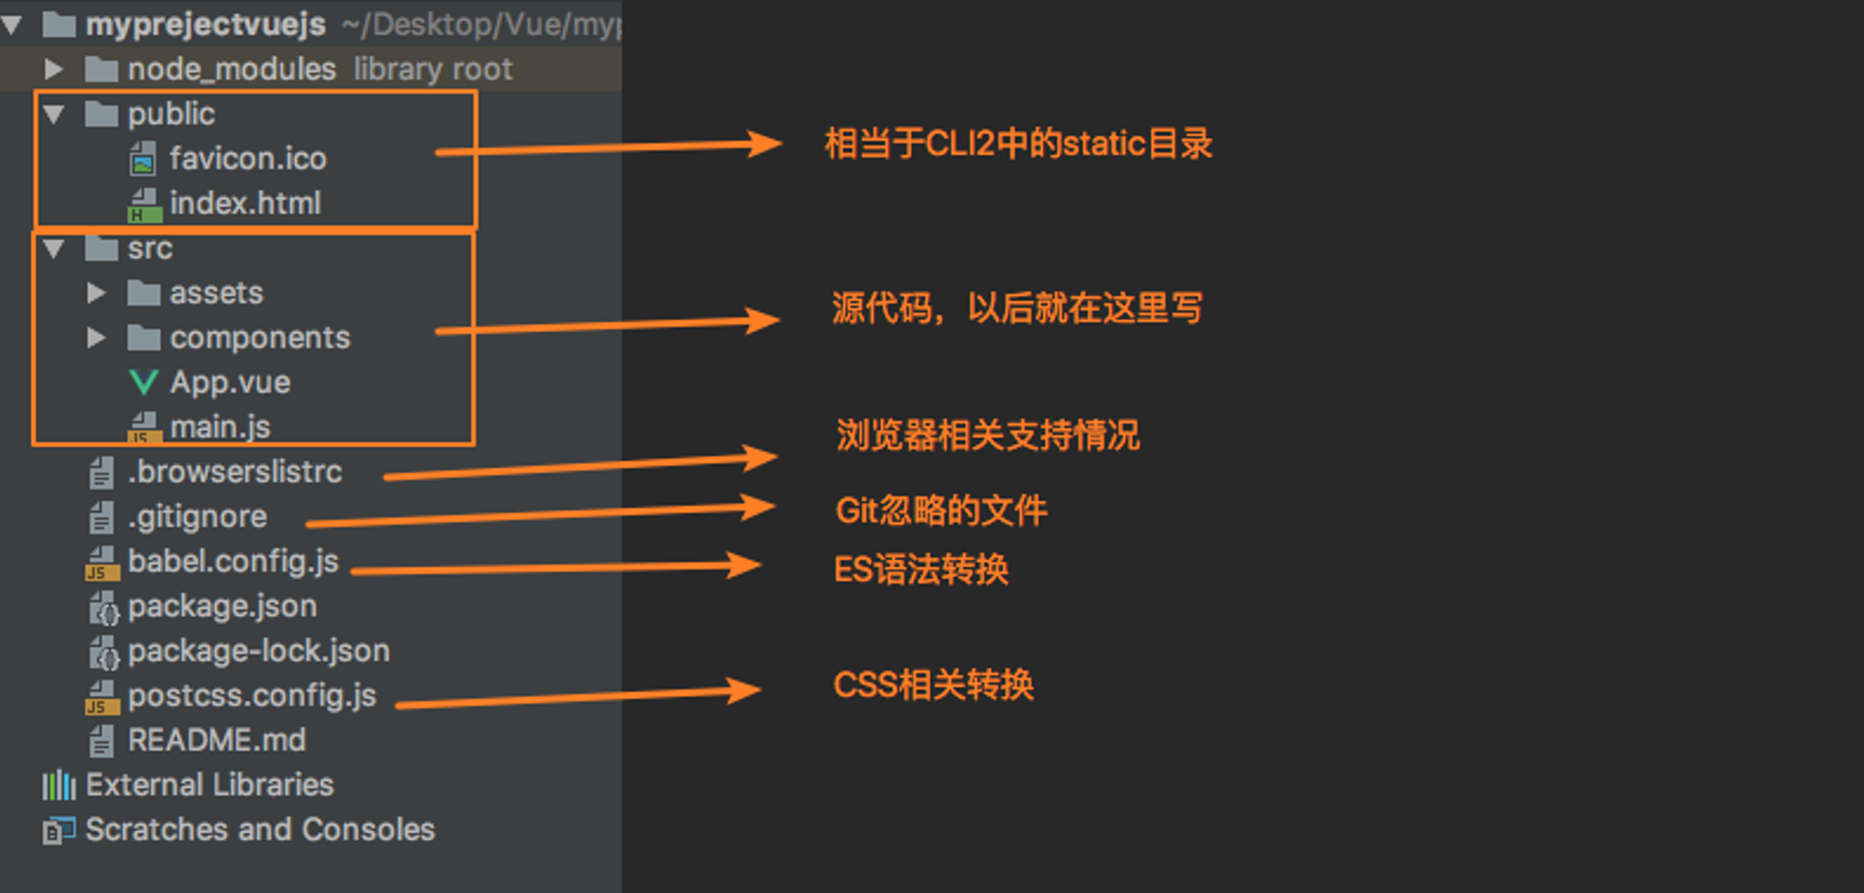 myprejectvuejs ~/Desktop/Vue/myp
node_modules library root
public
favicon.ico
相当于CLI2中的static目录
index.html
src
assets
源代码，以后就在这里写
components
App.vue
main.js
浏览器相关支持情况
.browserslistrc
.gitignore
Git忽略的文件
babel.config.js
ES语法转换
package.json
package-lock.json
postcss.config.js
CSS相关转换
README.md
External Libraries
Scratches and Consoles